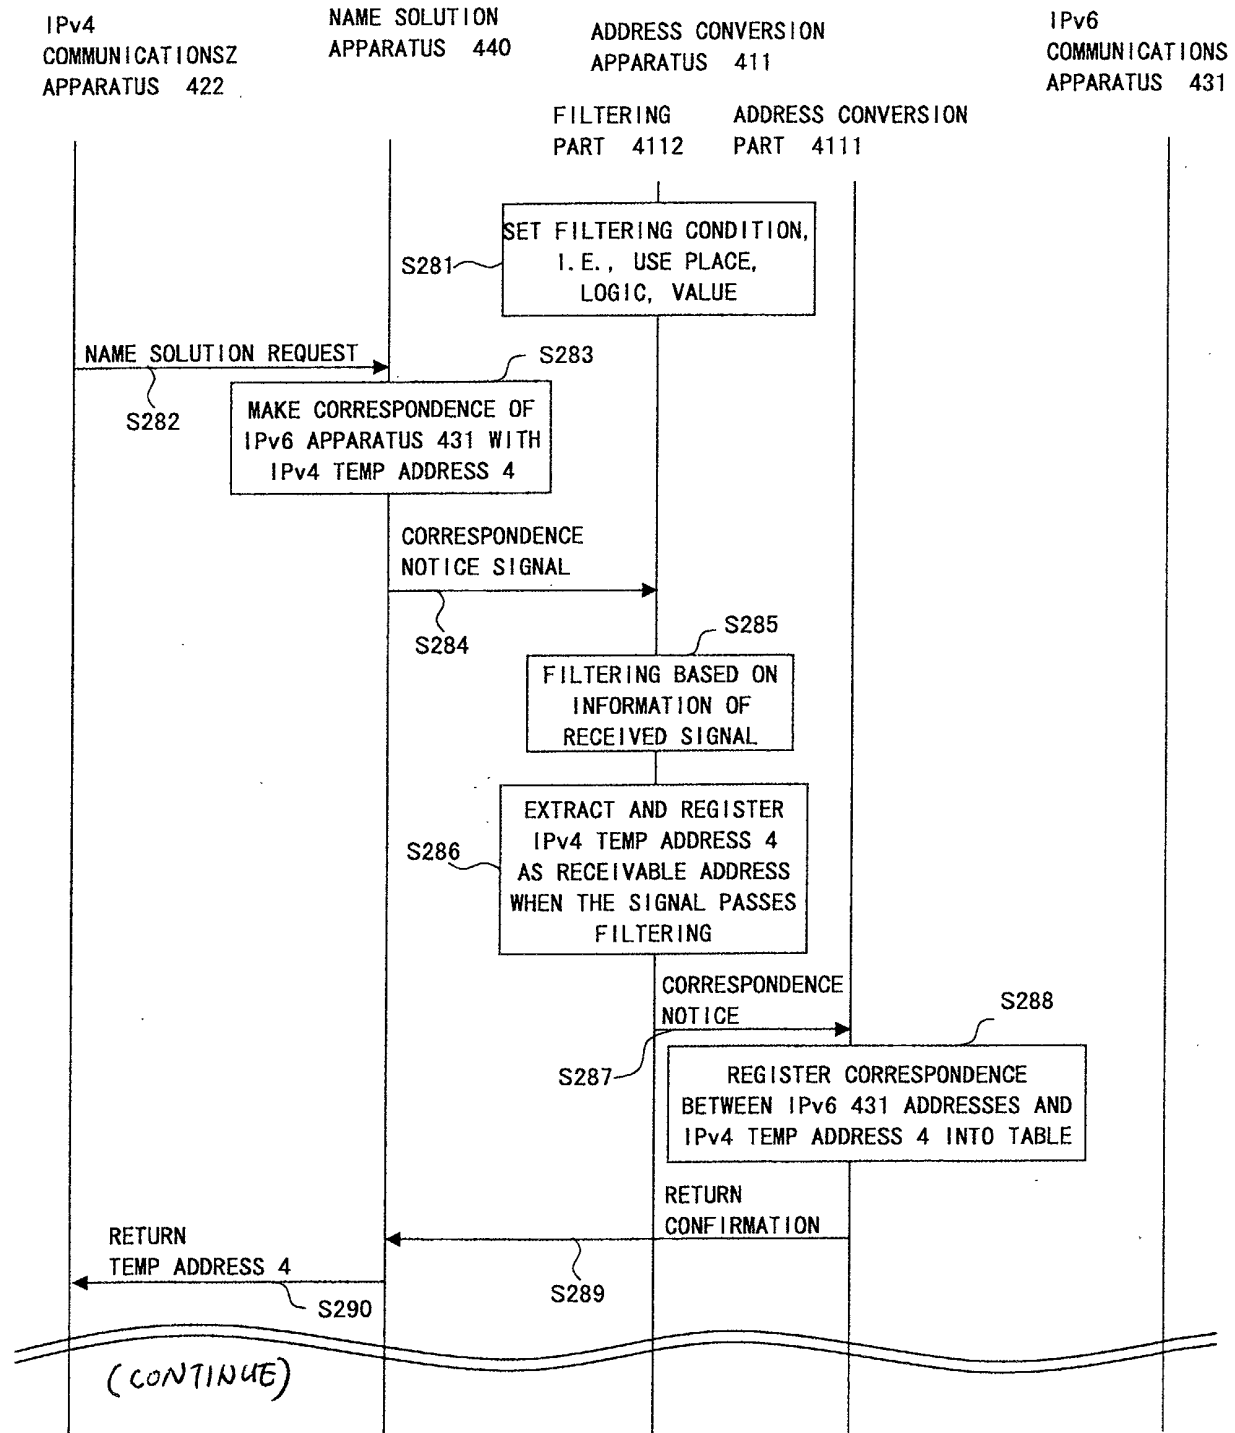 IPv4
COMMUNICATIONSZ
APPARATUS 422
NAME SOLUTION
APPARATUS 440
ADDRESS CONVERSION
APPARATUS 411
IPv6
COMMUNICATIONS
APPARATUS 431
FILTERING
PART 4112
ADDRESS CONVERSION
PART 4111
SET FILTERING CONDITION,
I.E., USE PLACE,
LOGIC, VALUE
S281
NAME SOLUTION REQUEST
S282
S283
MAKE CORRESPONDENCE OF
IPv6 APPARATUS 431 WITH
IPv4 TEMP ADDRESS 4
CORRESPONDENCE
NOTICE SIGNAL
S284
S285
FILTERING BASED ON
INFORMATION OF
RECEIVED SIGNAL
S286
EXTRACT AND REGISTER
IPv4 TEMP ADDRESS 4
AS RECEIVABLE ADDRESS
WHEN THE SIGNAL PASSES
FILTERING
CORRESPONDENCE
NOTICE
S287
S288
REGISTER CORRESPONDENCE
BETWEEN IPv6 431 ADDRESSES AND
IPv4 TEMP ADDRESS 4 INTO TABLE
RETURN
CONFIRMATION
S289
RETURN
TEMP ADDRESS 4
S290
(CONTINUE)